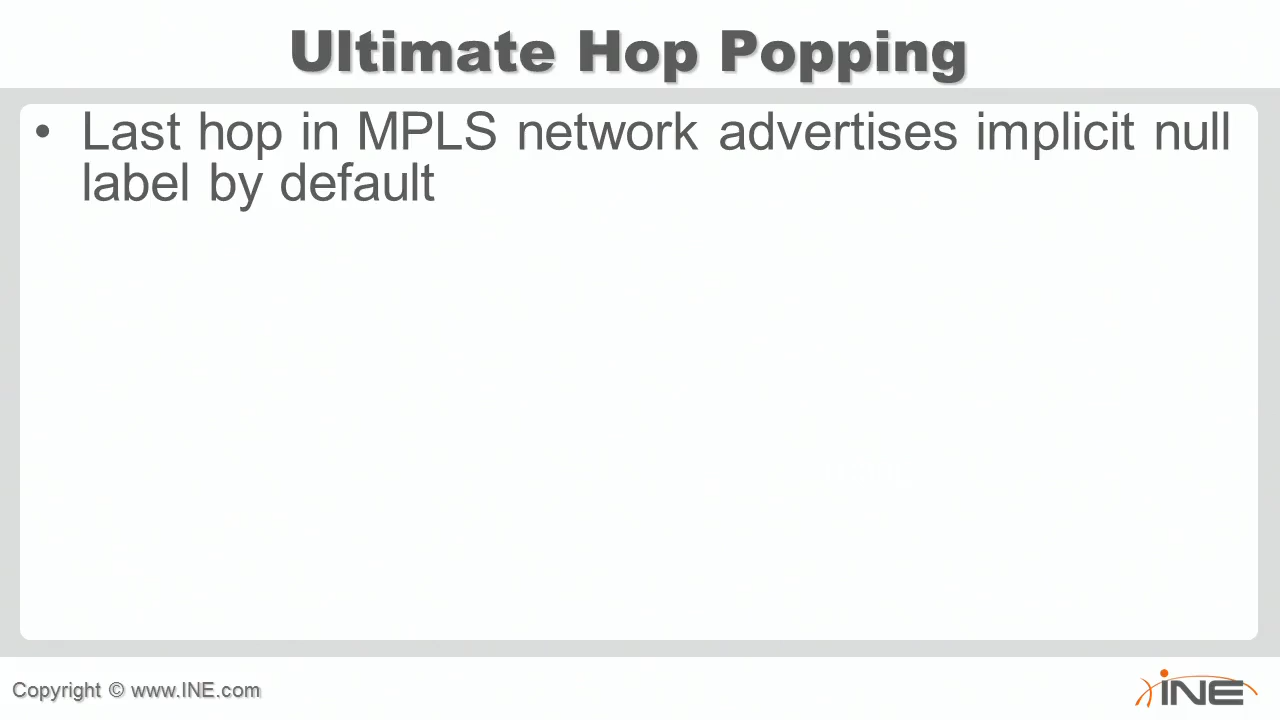 Ultimate Hop Popping
• Last hop in MPLS network advertises implicit null
label by default
Copyright © www.INE.com
INE